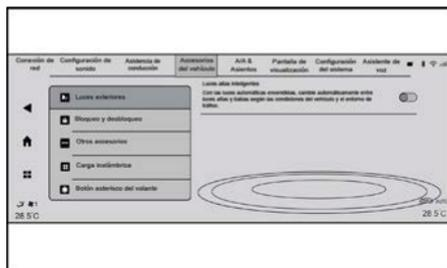 Conexión de red
Configuración de sonido
Asistencia de conducción
Accesorios del vehículo
A/A & Asientos
Pantalla de visualización
Configuración del sistema
Asistente de voz
Luces exteriores
Bloqueo y desbloqueo
Otros accesorios
Carga inalámbrica
Botón asterisco del volante
Luces altas inteligentes
Con las luces automáticas encendidas, cambie automáticamente entre
luces altas y bajas según las condiciones del vehículo y el entorno de
tráfico.
1
28.5°C
AUTO
28.5°C